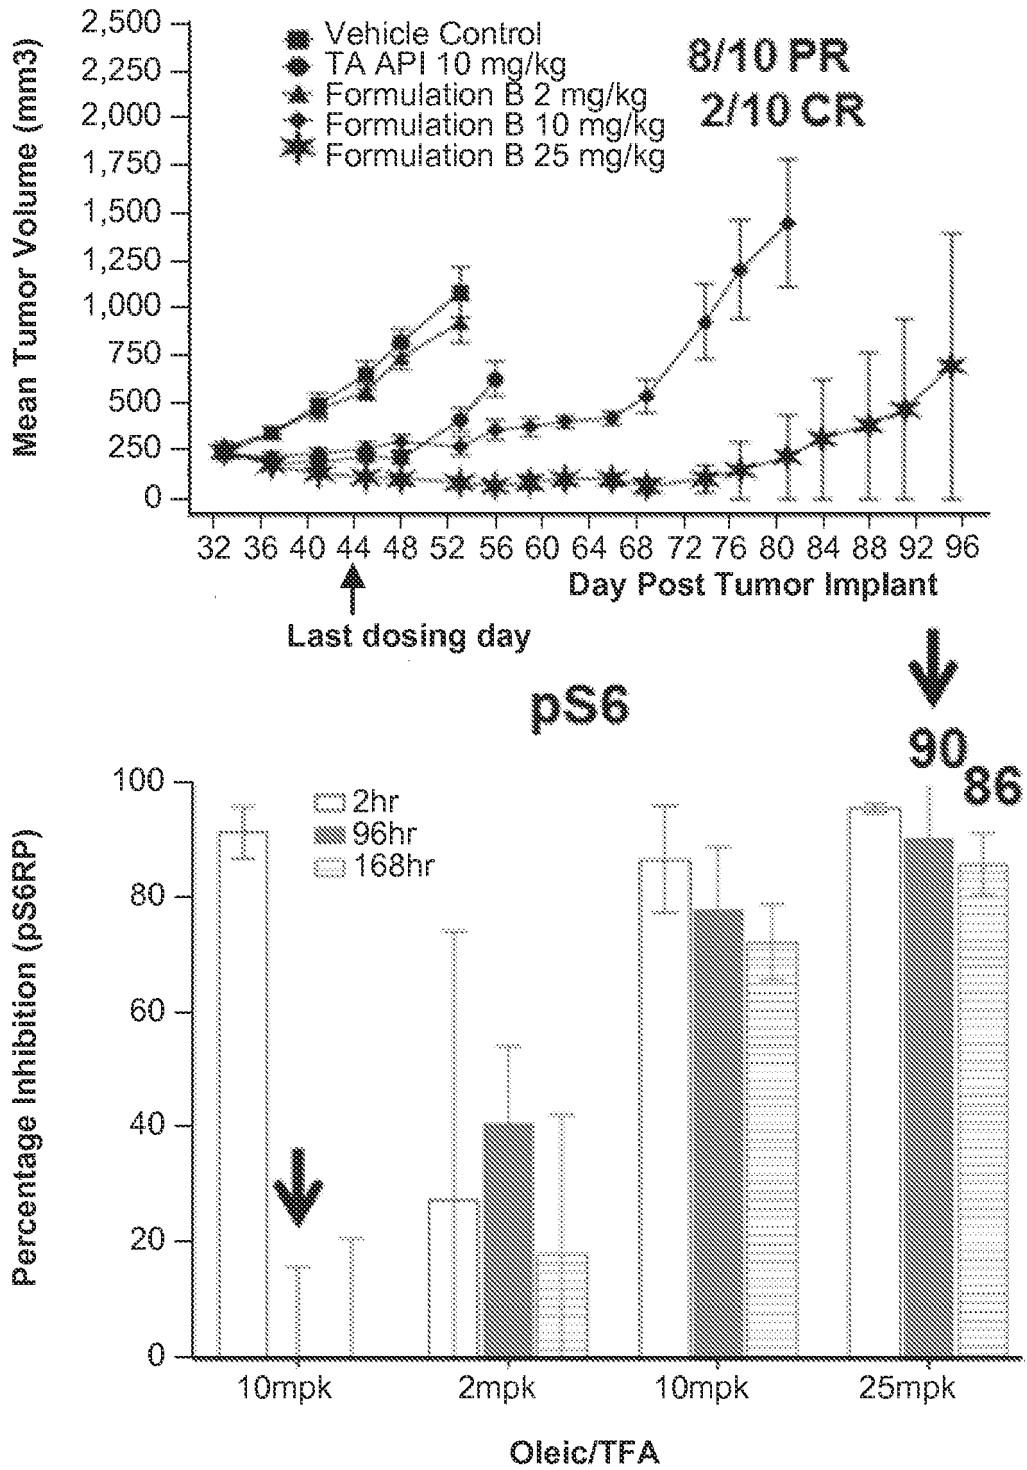 Mean Tumor Volume (mm3)
2,500
2,250
2,000
1,750
1,500
1,250
1,000
750
500
250
0
Vehicle Control
TA API 10 mg/kg
Formulation B 2 mg/kg
Formulation B 10 mg/kg
Formulation B 25 mg/kg
8/10 PR
2/10 CR
32 36 40 44 48 52 56 60 64 68 72 76 80 84 88 92 96
Day Post Tumor Implant
Last dosing day
pS6
90
86
Percentage Inhibition (pS6RP)
100
80
60
40
20
0
2hr
96hr
168hr
10mpk 2mpk 10mpk 25mpk
Oleic/TFA